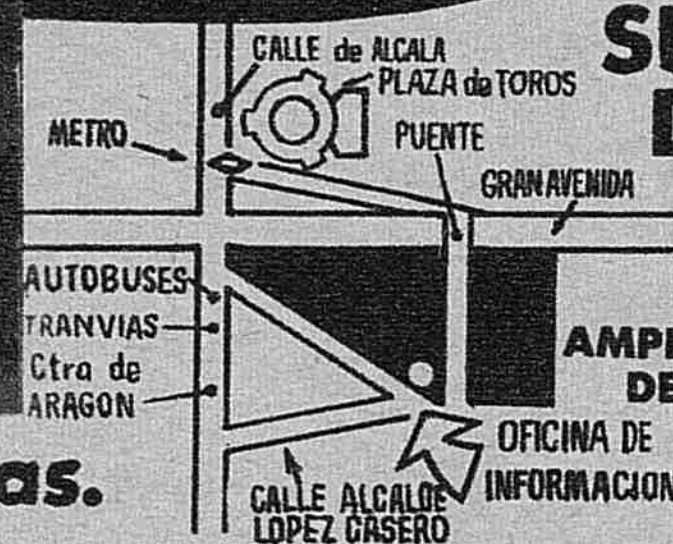 CALLE de ALCALA
PLAZA de TOROS
METRO
PUENTE
GRAN AVENIDA
AUTOBUSES
TRANVIAS
Ctra de
ARAGON
OFICINA DE
INFORMACION
CALLE ALCALDE
LOPEZ CASERO
as.
DE